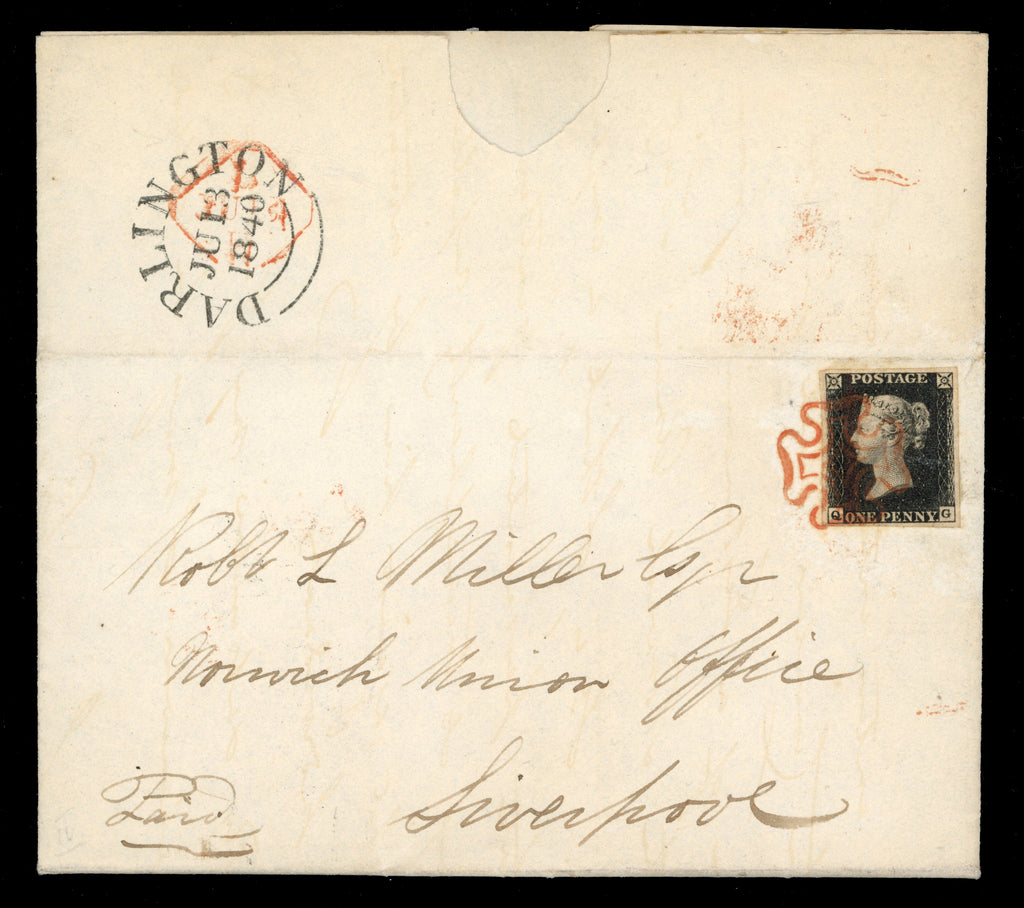 DARLINGTON
JU 13
1840
POSTAGE
Q ONE PENNY G
Robt L Miller Esqr
Norwich Union Office
Liverpool
Paid